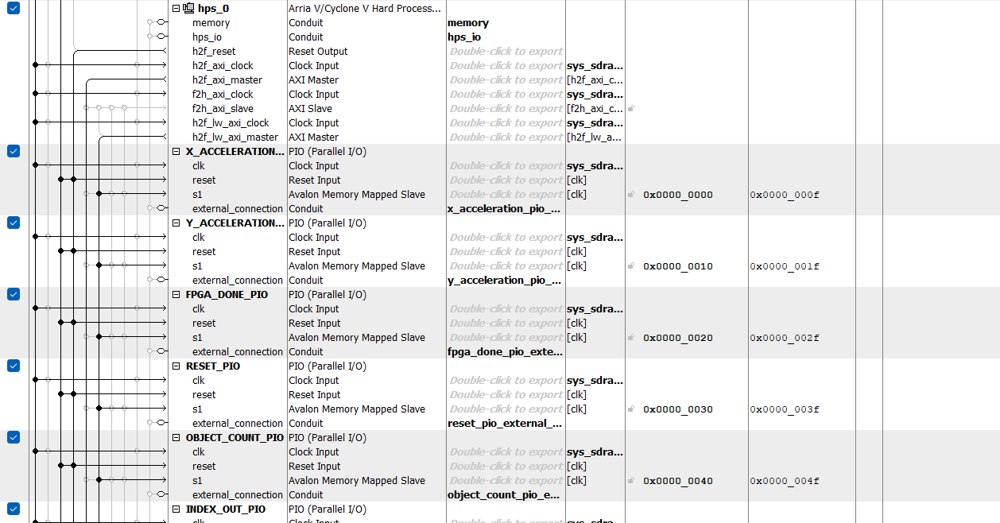 hps_0 Arria V/Cyclone V Hard Process...
memory Conduit memory
hps_io Conduit hps_io
h2f_reset Reset Output Double-click to export
h2f_axi_clock Clock Input Double-click to export sys_sdra...
h2f_axi_master AXI Master Double-click to export [h2f_axi_c...
f2h_axi_clock Clock Input Double-click to export sys_sdra...
f2h_axi_slave AXI Slave Double-click to export [f2h_axi_c...
h2f_lw_axi_clock Clock Input Double-click to export sys_sdra...
h2f_lw_axi_master AXI Master Double-click to export [h2f_lw_a...
X_ACCELERATION... PIO (Parallel I/O)
clk Clock Input Double-click to export sys_sdra...
reset Reset Input Double-click to export [clk]
s1 Avalon Memory Mapped Slave Double-click to export [clk] 0x0000_0000 0x0000_000f
external_connection Conduit x_acceleration_pio_...
Y_ACCELERATION... PIO (Parallel I/O)
clk Clock Input Double-click to export sys_sdra...
reset Reset Input Double-click to export [clk]
s1 Avalon Memory Mapped Slave Double-click to export [clk] 0x0000_0010 0x0000_001f
external_connection Conduit y_acceleration_pio_...
FPGA_DONE_PIO PIO (Parallel I/O)
clk Clock Input Double-click to export sys_sdra...
reset Reset Input Double-click to export [clk]
s1 Avalon Memory Mapped Slave Double-click to export [clk] 0x0000_0020 0x0000_002f
external_connection Conduit fpga_done_pio_exte...
RESET_PIO PIO (Parallel I/O)
clk Clock Input Double-click to export sys_sdra...
reset Reset Input Double-click to export [clk]
s1 Avalon Memory Mapped Slave Double-click to export [clk] 0x0000_0030 0x0000_003f
external_connection Conduit reset_pio_external_...
OBJECT_COUNT_PIO PIO (Parallel I/O)
clk Clock Input Double-click to export sys_sdra...
reset Reset Input Double-click to export [clk]
s1 Avalon Memory Mapped Slave Double-click to export [clk] 0x0000_0040 0x0000_004f
external_connection Conduit object_count_pio_e...
INDEX_OUT_PIO PIO (Parallel I/O)
clk Clock Input Double-click to export sys_sdra...